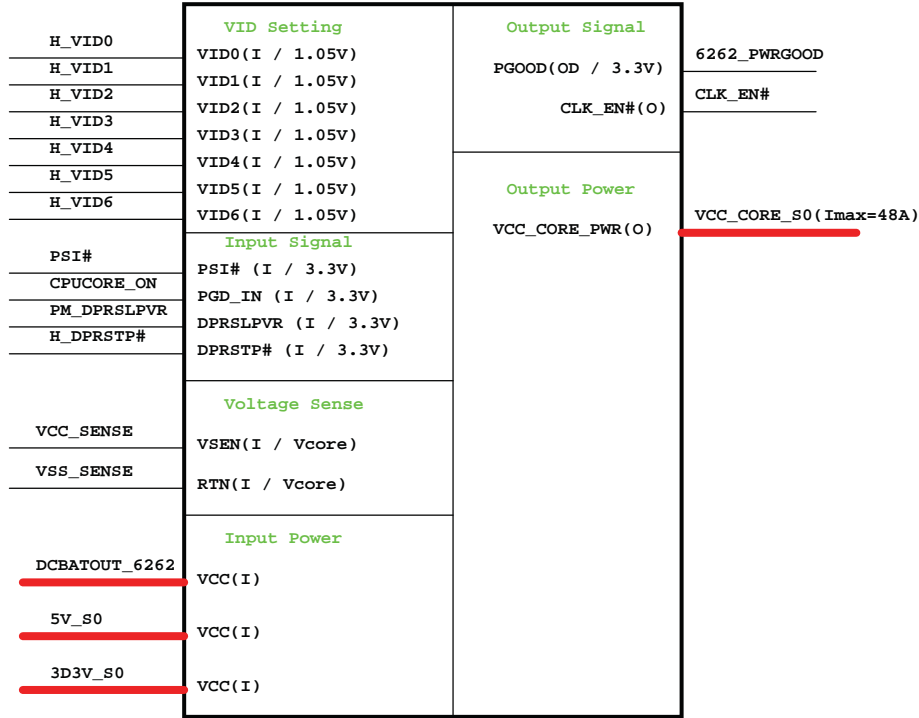 VID Setting
H_VID0
VID0(I / 1.05V)
H_VID1
VID1(I / 1.05V)
H_VID2
VID2(I / 1.05V)
H_VID3
VID3(I / 1.05V)
H_VID4
VID4(I / 1.05V)
H_VID5
VID5(I / 1.05V)
H_VID6
VID6(I / 1.05V)
Input Signal
PSI#
PSI# (I / 3.3V)
CPUCORE_ON
PGD_IN (I / 3.3V)
PM_DPRSLPVR
DPRSLPVR (I / 3.3V)
H_DPRSTP#
DPRSTP# (I / 3.3V)
Voltage Sense
VCC_SENSE
VSEN(I / Vcore)
VSS_SENSE
RTN(I / Vcore)
Input Power
DCBATOUT_6262
VCC(I)
5V_S0
VCC(I)
3D3V_S0
VCC(I)
Output Signal
PGOOD(OD / 3.3V)
6262_PWRGOOD
CLK_EN#(O)
CLK_EN#
Output Power
VCC_CORE_PWR(O)
VCC_CORE_S0(Imax=48A)